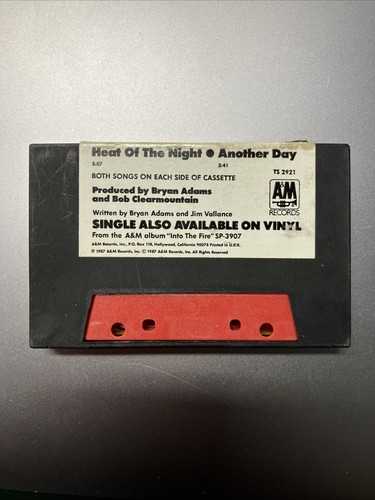 Heat Of The Night ● Another Day
5:07 3:41
TS 2921
BOTH SONGS ON EACH SIDE OF CASSETTE
Produced by Bryan Adams
and Bob Clearmountain
A&M
RECORDS
Written by Bryan Adams and Jim Vallance
SINGLE ALSO AVAILABLE ON VINYL
From the A&M album "Into The Fire" SP-3907
A&M Records, Inc., P.O. Box 118, Hollywood, California 90078 Printed in U.S.A.
℗ 1987 A&M Records, Inc. © 1987 A&M Records, Inc. All Rights Reserved